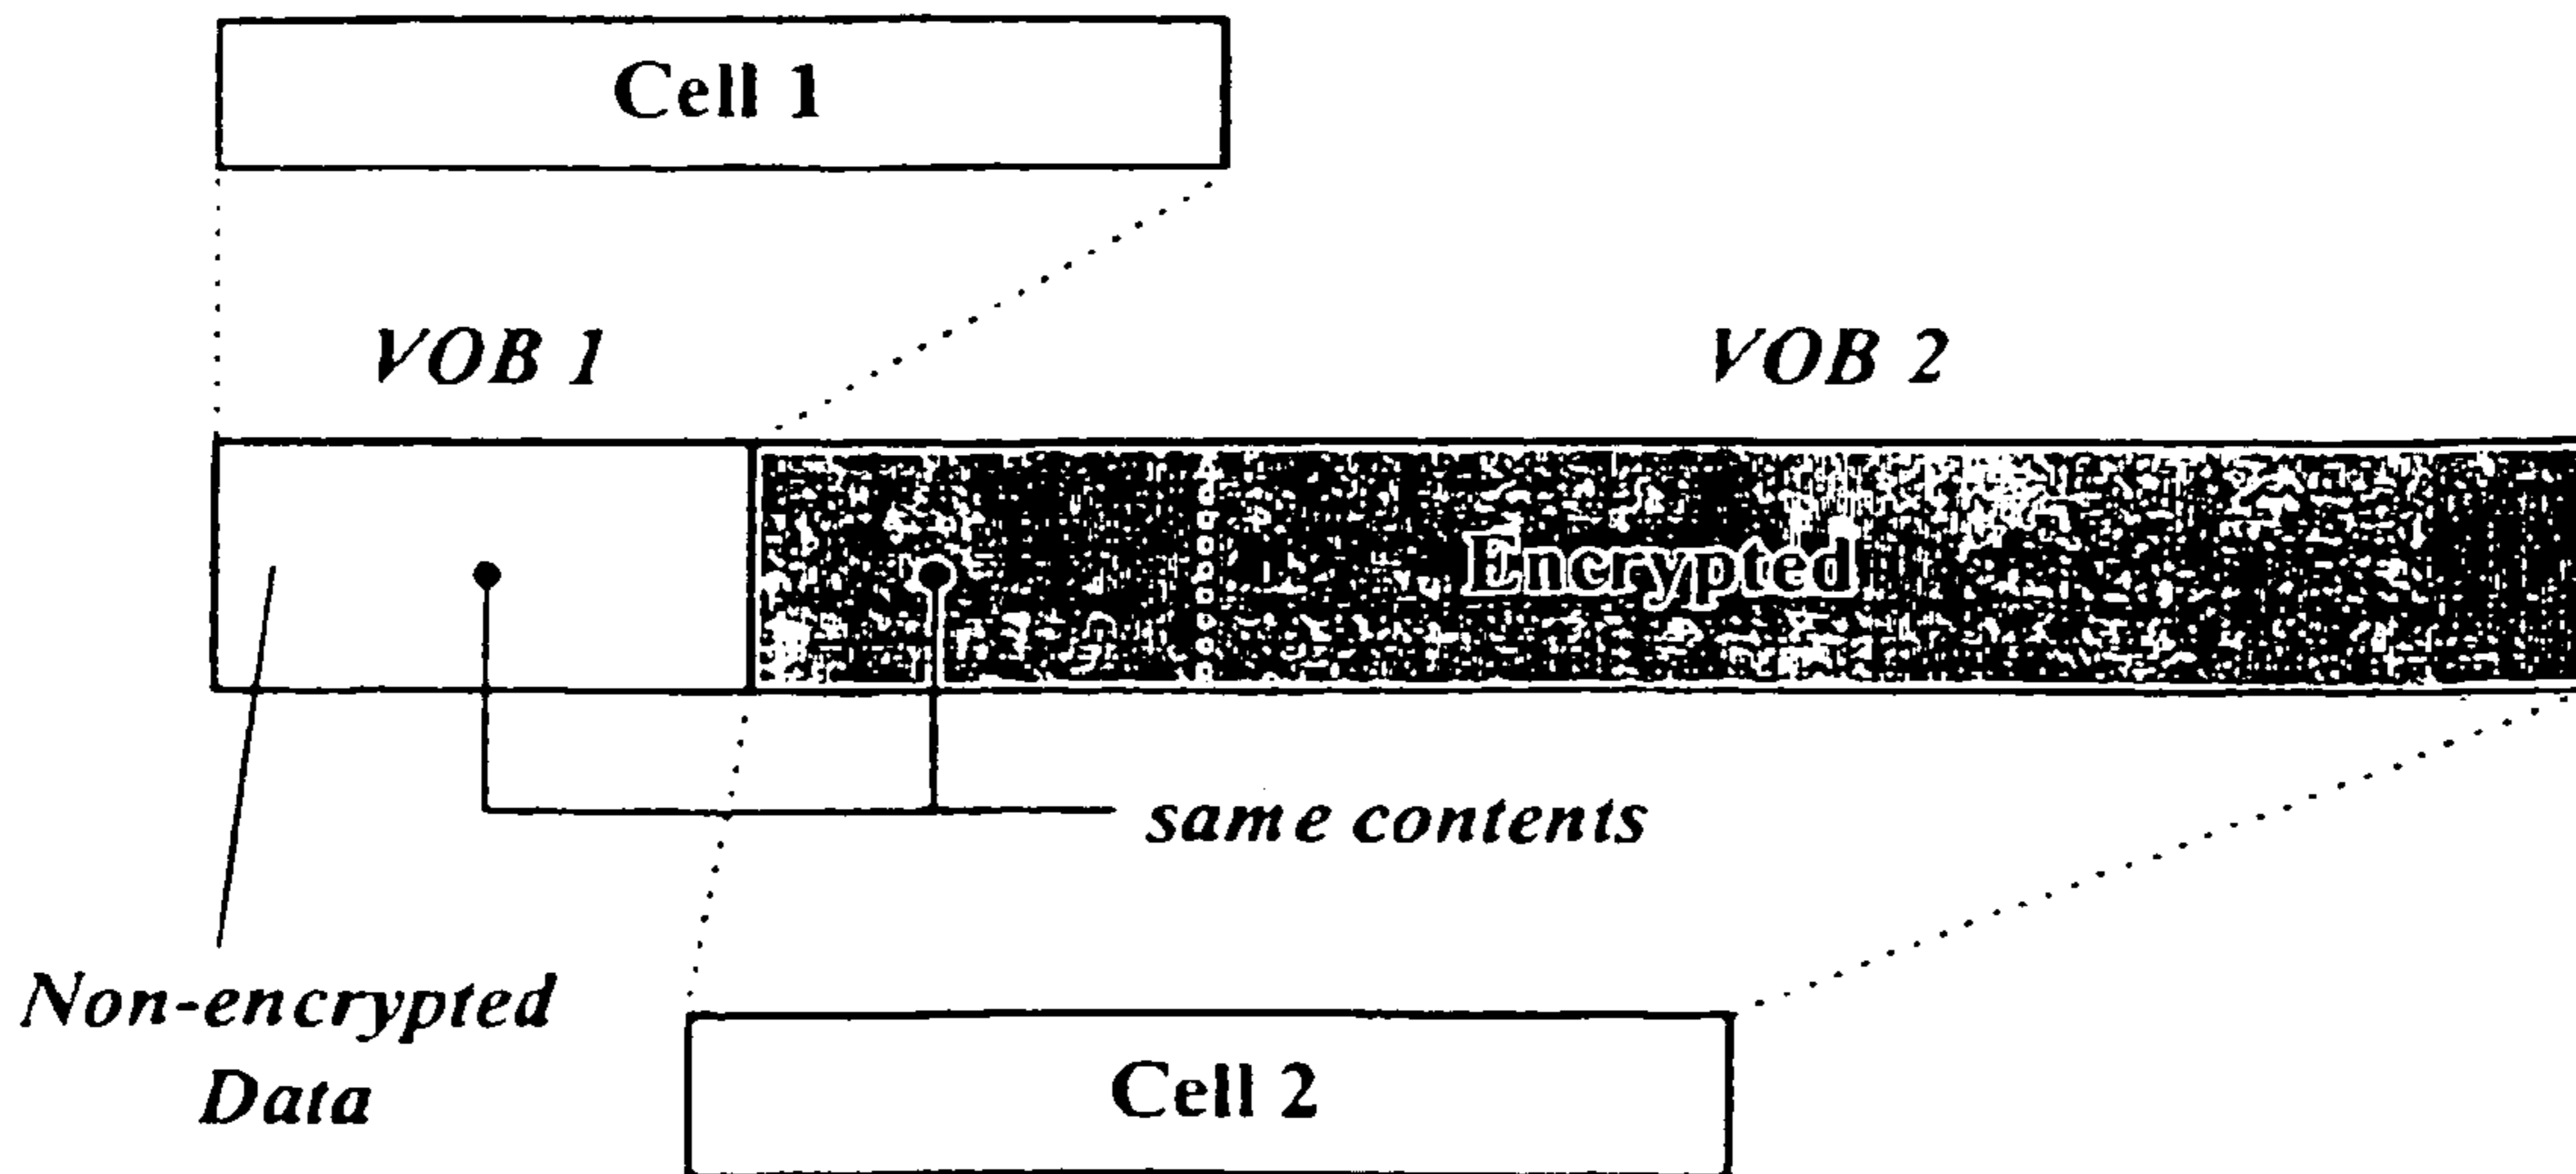 Cell 1
VOB 1
VOB 2
Encrypted
same contents
Non-encrypted
Data
Cell 2